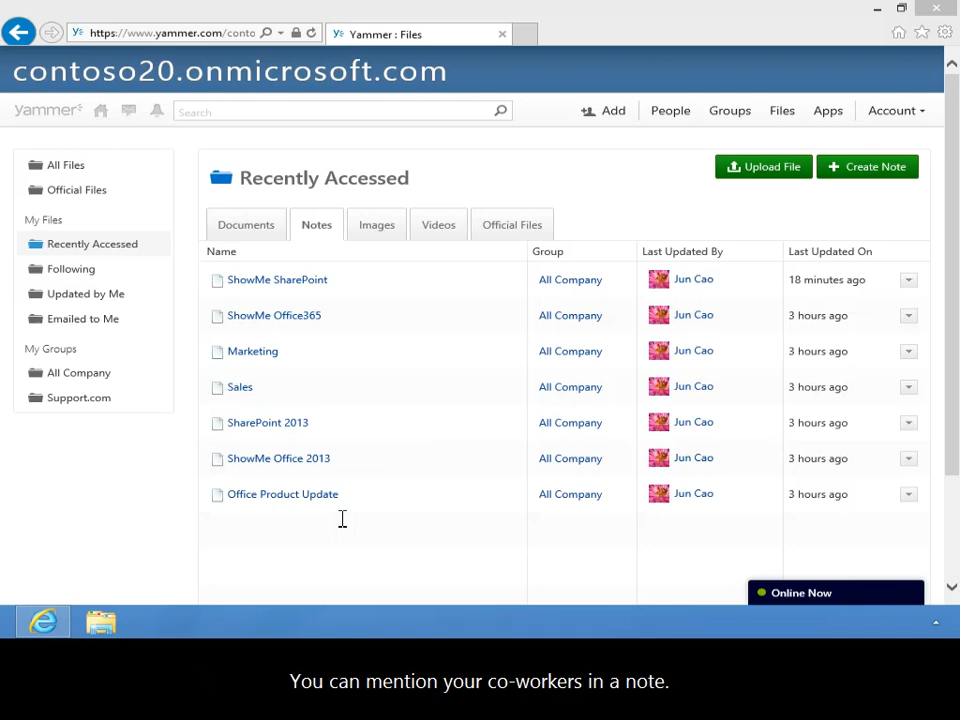 https://www.yammer.com/conto
Yammer : Files
contoso20.onmicrosoft.com
yammer
Search
Add
People
Groups
Files
Apps
Account
All Files
Official Files
My Files
Recently Accessed
Following
Updated by Me
Emailed to Me
My Groups
All Company
Support.com
Recently Accessed
Upload File
Create Note
Documents
Notes
Images
Videos
Official Files
Name Group Last Updated By Last Updated On
ShowMe SharePoint All Company Jun Cao 18 minutes ago
ShowMe Office365 All Company Jun Cao 3 hours ago
Marketing All Company Jun Cao 3 hours ago
Sales All Company Jun Cao 3 hours ago
SharePoint 2013 All Company Jun Cao 3 hours ago
ShowMe Office 2013 All Company Jun Cao 3 hours ago
Office Product Update All Company Jun Cao 3 hours ago
Online Now
You can mention your co-workers in a note.